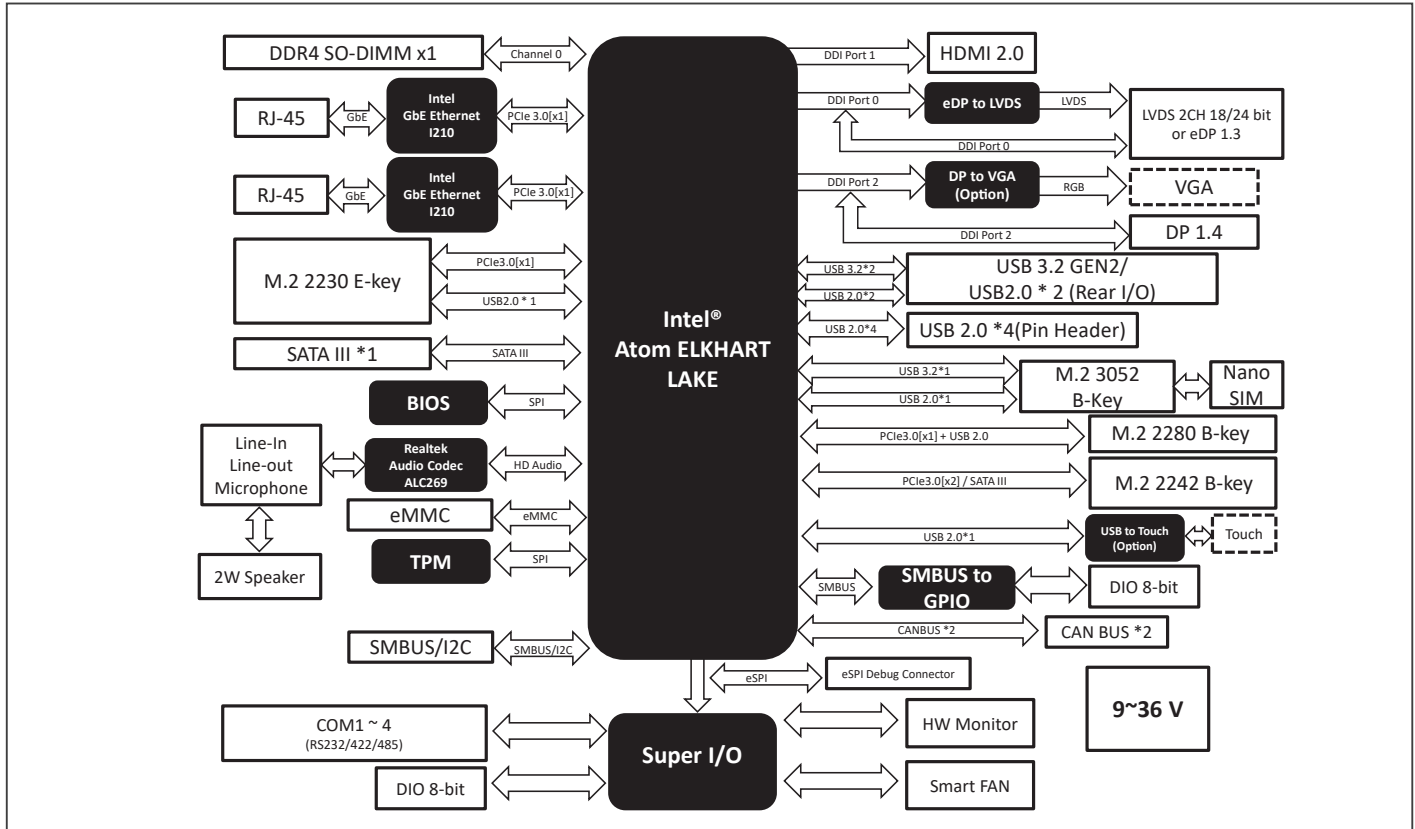 DDR4 SO-DIMM x1
Channel 0
RJ-45
GbE
Intel
GbE Ethernet
I210
PCIe 3.0[x1]
RJ-45
GbE
Intel
GbE Ethernet
I210
PCIe 3.0[x1]
M.2 2230 E-key
PCIe3.0[x1]
USB2.0 * 1
SATA III *1
SATA III
BIOS
SPI
Line-In
Line-out
Microphone
Realtek
Audio Codec
ALC269
HD Audio
eMMC
eMMC
TPM
SPI
2W Speaker
SMBUS/I2C
SMBUS/I2C
Intel®
Atom ELKHART
LAKE
DDI Port 1
HDMI 2.0
DDI Port 0
eDP to LVDS
LVDS
LVDS 2CH 18/24 bit
or eDP 1.3
DDI Port 0
DDI Port 2
DP to VGA
(Option)
RGB
VGA
DDI Port 2
DP 1.4
USB 3.2*2
USB 2.0*2
USB 3.2 GEN2/
USB2.0 * 2 (Rear I/O)
USB 2.0*4
USB 2.0 *4(Pin Header)
USB 3.2*1
USB 2.0*1
M.2 3052
B-Key
Nano
SIM
PCIe3.0[x1] + USB 2.0
M.2 2280 B-key
PCIe3.0[x2] / SATA III
M.2 2242 B-key
USB 2.0*1
USB to Touch
(Option)
Touch
SMBUS
SMBUS to
GPIO
DIO 8-bit
CANBUS *2
CAN BUS *2
eSPI
eSPI Debug Connector
9~36 V
COM1 ~ 4
(RS232/422/485)
DIO 8-bit
Super I/O
HW Monitor
Smart FAN